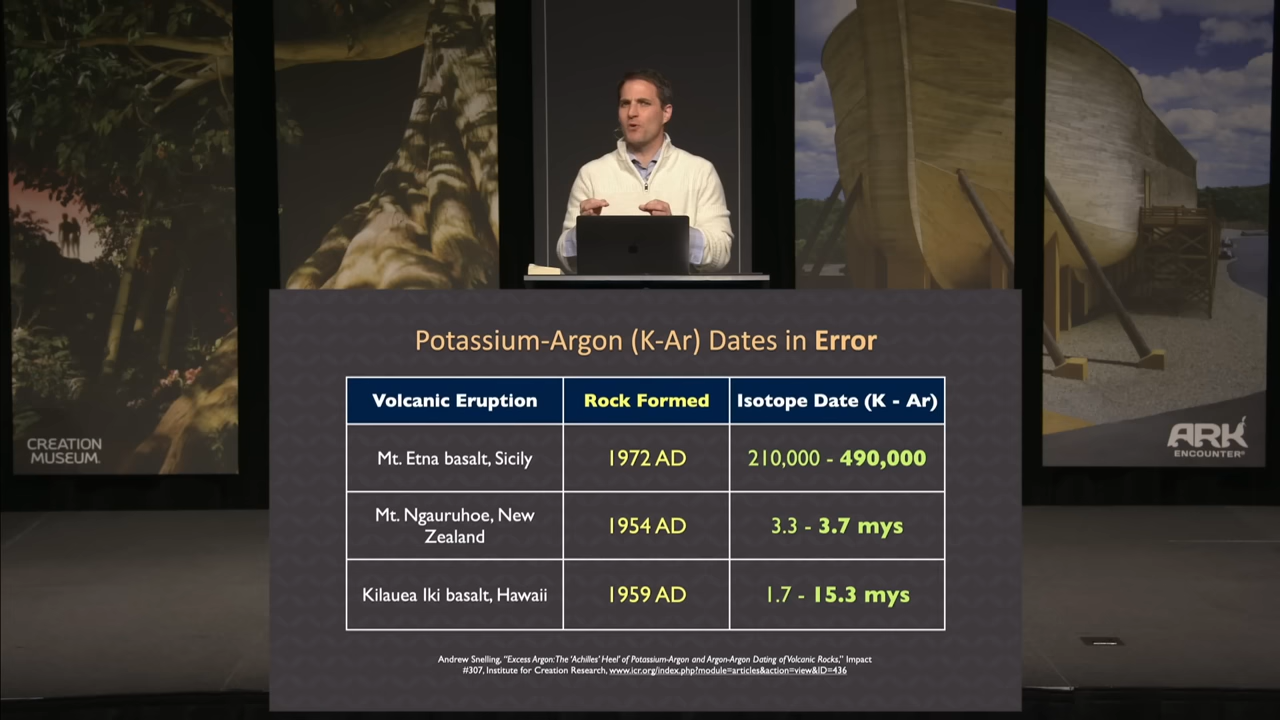 Potassium-Argon (K-Ar) Dates in Error
Volcanic Eruption Rock Formed Isotope Date (K - Ar)
Mt. Etna basalt, Sicily 1972 AD 210,000 - 490,000
Mt. Ngauruhoe, New
Zealand 1954 AD 3.3 - 3.7 mys
Kilauea Iki basalt, Hawaii 1959 AD 1.7 - 15.3 mys
Andrew Snelling, "Excess Argon: The 'Achilles' Heel' of Potassium-Argon and Argon-Argon Dating of Volcanic Rocks," Impact
#307, Institute for Creation Research, www.icr.org/index.php?module=articles&action=view&ID=436
CREATION
MUSEUM
ARK
ENCOUNTER